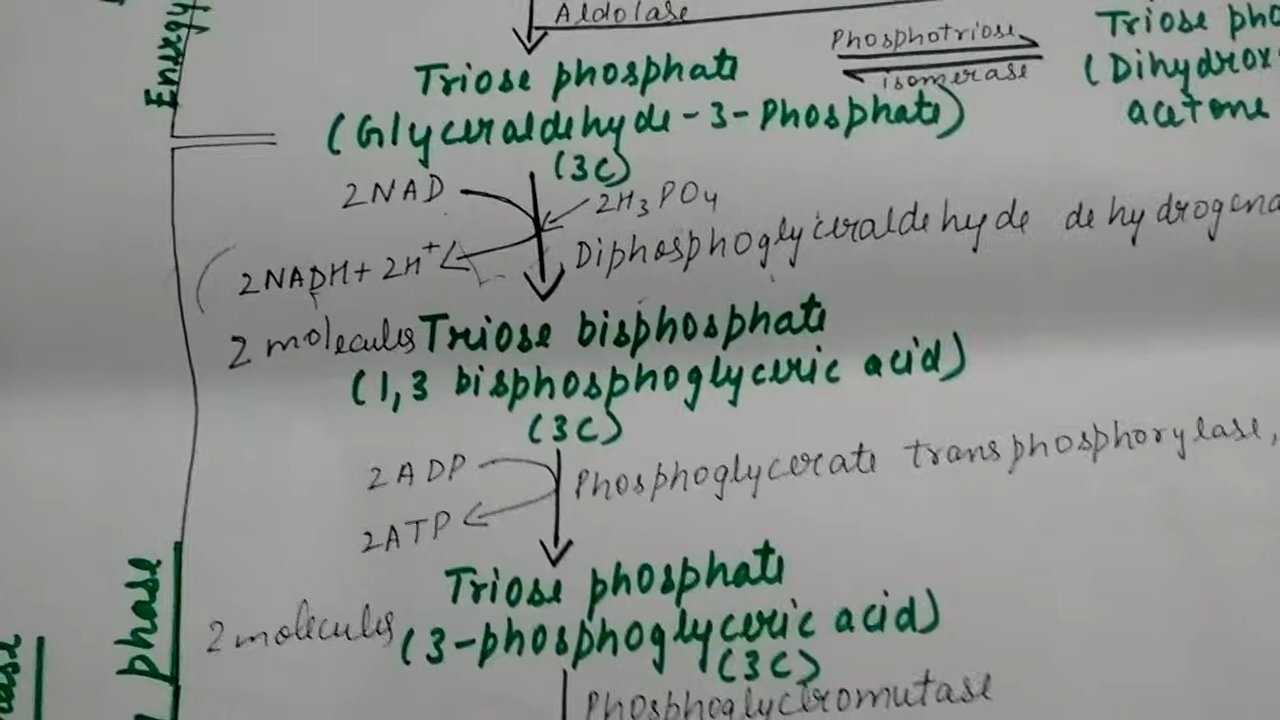 Aldolase
Energy
Triose phosphate
(Glyceraldehyde-3-Phosphate)
(3C)
Phosphotriose
isomerase
Triose pho
(Dihydrox
acetone
2NAD
2H3PO4
2NADH + 2H+
Diphosphoglyceraldehyde dehydrogena
2 molecules Triose bisphosphate
(1,3 bisphosphoglyceric acid)
(3C)
2ADP
Phosphoglycerate transphosphorylase,
2ATP
Triose phosphate
2 molecules (3-phosphoglyceric acid)
(3C)
phase
Phosphoglyceromutase